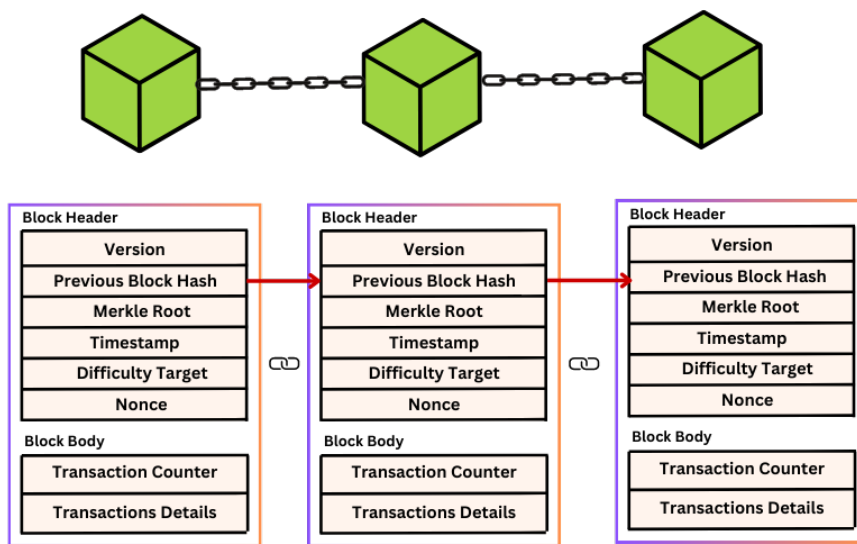 Block Header
Version
Previous Block Hash
Merkle Root
Timestamp
Difficulty Target
Nonce
Block Body
Transaction Counter
Transactions Details
Block Header
Version
Previous Block Hash
Merkle Root
Timestamp
Difficulty Target
Nonce
Block Body
Transaction Counter
Transactions Details
Block Header
Version
Previous Block Hash
Merkle Root
Timestamp
Difficulty Target
Nonce
Block Body
Transaction Counter
Transactions Details